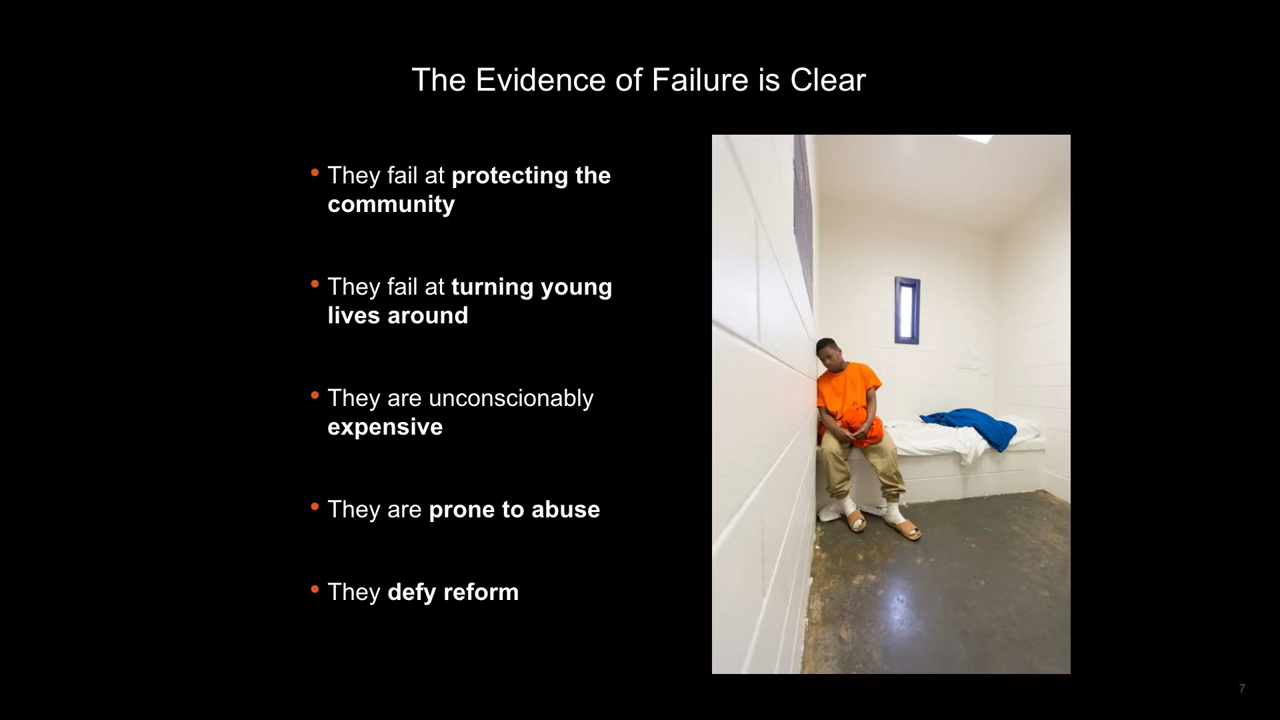 The Evidence of Failure is Clear
• They fail at protecting the
community
• They fail at turning young
lives around
• They are unconscionably
expensive
• They are prone to abuse
• They defy reform
7